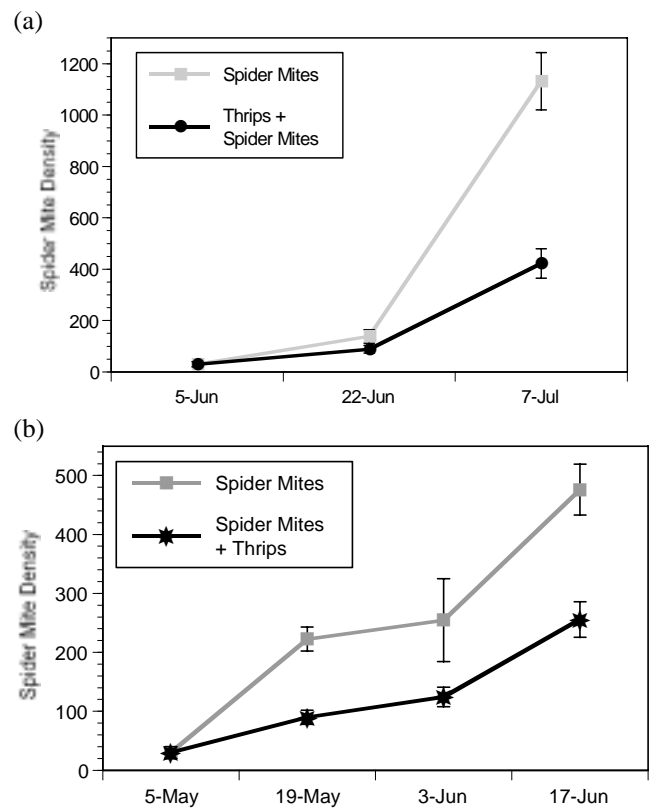 (a)
1200
1000
800
600
400
200
0
Spider Mite Density
Spider Mites
Thrips +
Spider Mites
5-Jun 22-Jun 7-Jul
(b)
500
400
300
200
100
0
Spider Mite Density
Spider Mites
Spider Mites
+ Thrips
5-May 19-May 3-Jun 17-Jun